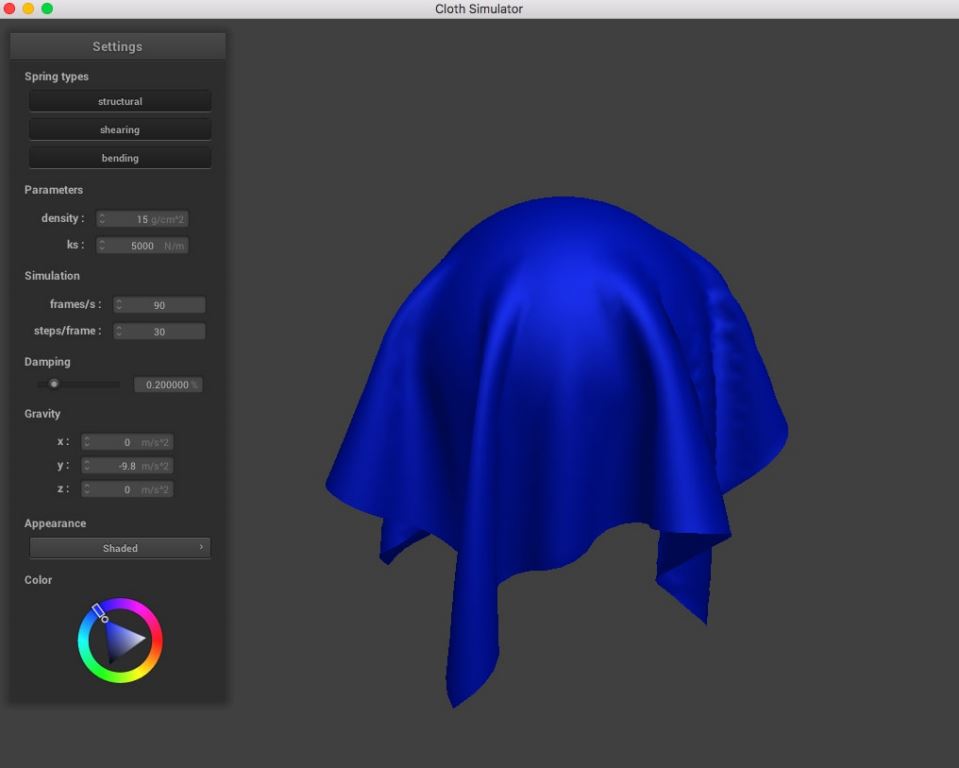 Cloth Simulator
Settings
Spring types
structural
shearing
bending
Parameters
density : 15 g/cm^2
ks : 5000 N/m
Simulation
frames/s : 90
steps/frame : 30
Damping
0.200000 %
Gravity
x : 0 m/s^2
y : -9.8 m/s^2
z : 0 m/s^2
Appearance
Shaded ›
Color